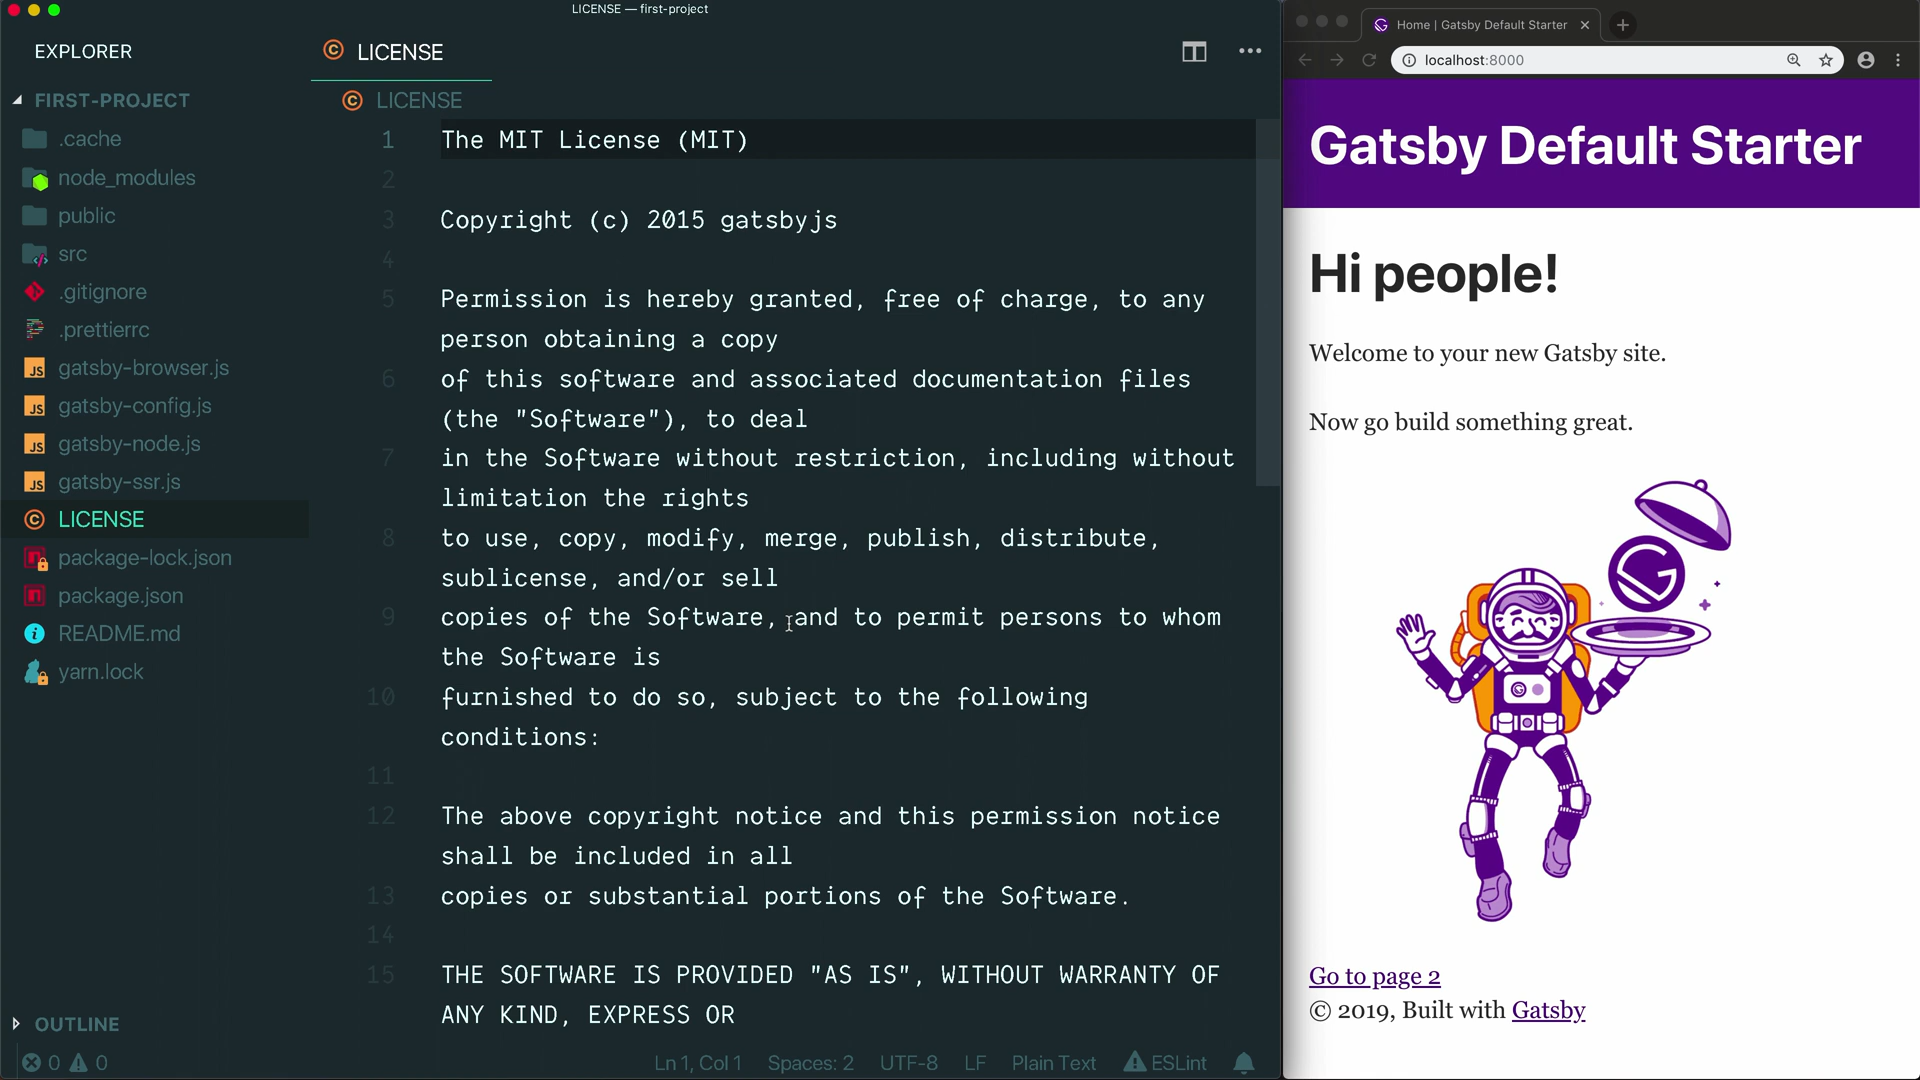 LICENSE — first-project
EXPLORER
FIRST-PROJECT
.cache
node_modules
public
src
.gitignore
.prettierrc
JS gatsby-browser.js
JS gatsby-config.js
JS gatsby-node.js
JS gatsby-ssr.js
LICENSE
package-lock.json
package.json
README.md
yarn.lock
OUTLINE
0 0
LICENSE
LICENSE
1 The MIT License (MIT)
2
3 Copyright (c) 2015 gatsbyjs
4
5 Permission is hereby granted, free of charge, to any
person obtaining a copy
6 of this software and associated documentation files
(the "Software"), to deal
7 in the Software without restriction, including without
limitation the rights
8 to use, copy, modify, merge, publish, distribute,
sublicense, and/or sell
9 copies of the Software, and to permit persons to whom
the Software is
10 furnished to do so, subject to the following
conditions:
11
12 The above copyright notice and this permission notice
shall be included in all
13 copies or substantial portions of the Software.
14
15 THE SOFTWARE IS PROVIDED "AS IS", WITHOUT WARRANTY OF
ANY KIND, EXPRESS OR
Ln 1, Col 1 Spaces: 2 UTF-8 LF Plain Text ESLint
Home | Gatsby Default Starter
localhost:8000
Gatsby Default Starter
Hi people!
Welcome to your new Gatsby site.
Now go build something great.
Go to page 2
© 2019, Built with Gatsby